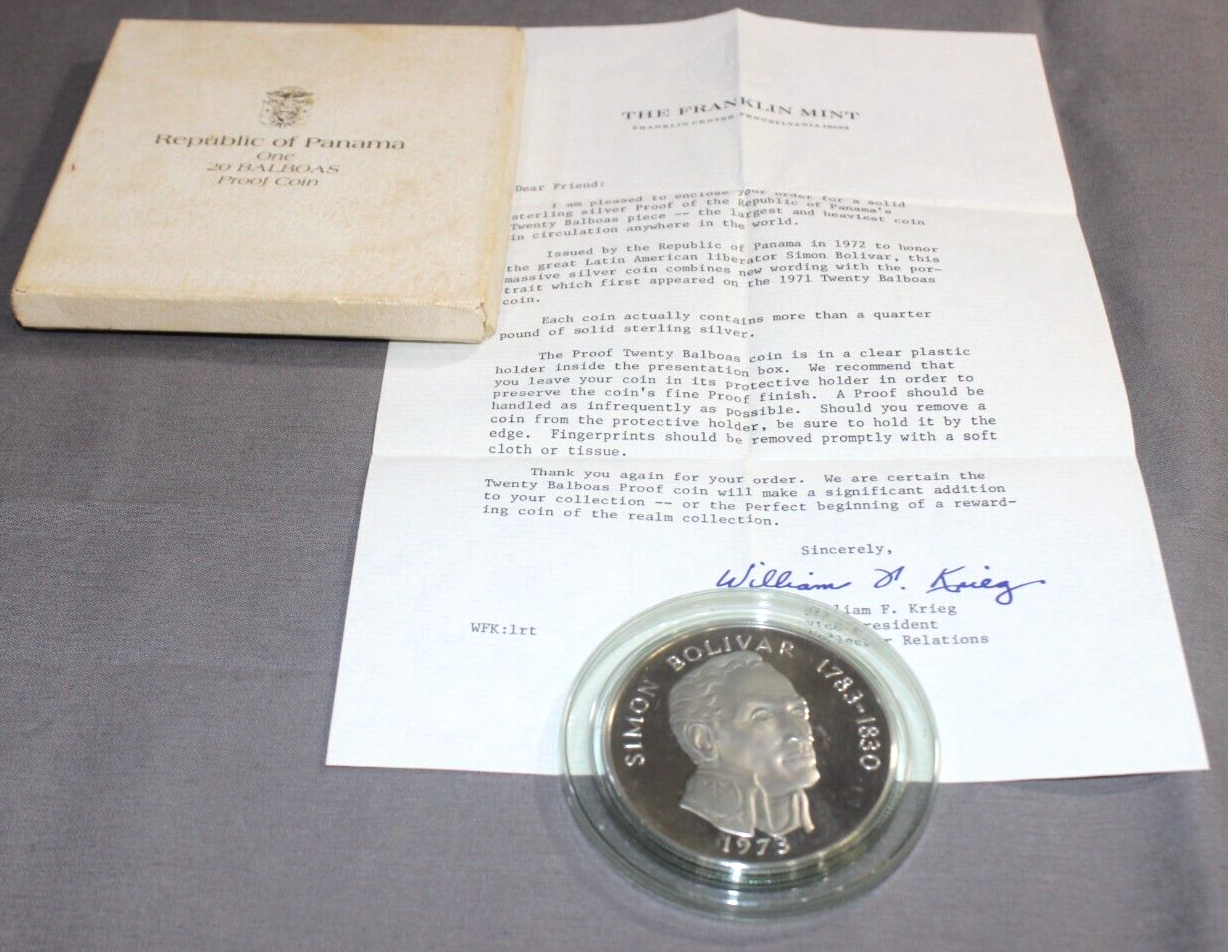 Republic of Panama
One
20 BALBOAS
Proof Coin
THE FRANKLIN MINT
FRANKLIN CENTER, PENNSYLVANIA 19063
Dear Friend:
I am pleased to enclose your order for a solid
sterling silver Proof of the Republic of Panama's
Twenty Balboas piece -- the largest and heaviest coin
in circulation anywhere in the world.
Issued by the Republic of Panama in 1972 to honor
the great Latin American liberator Simon Bolivar, this
massive silver coin combines new wording with the por-
trait which first appeared on the 1971 Twenty Balboas
coin.
Each coin actually contains more than a quarter
pound of solid sterling silver.
The Proof Twenty Balboas coin is in a clear plastic
holder inside the presentation box. We recommend that
you leave your coin in its protective holder in order to
preserve the coin's fine Proof finish. A Proof should be
handled as infrequently as possible. Should you remove a
coin from the protective holder, be sure to hold it by the
edge. Fingerprints should be removed promptly with a soft
cloth or tissue.
Thank you again for your order. We are certain the
Twenty Balboas Proof coin will make a significant addition
to your collection -- or the perfect beginning of a reward-
ing coin of the realm collection.
Sincerely,
William F. Krieg
William F. Krieg
Vice President
Collector Relations
WFK:lrt
SIMON BOLIVAR 1783-1830
1973